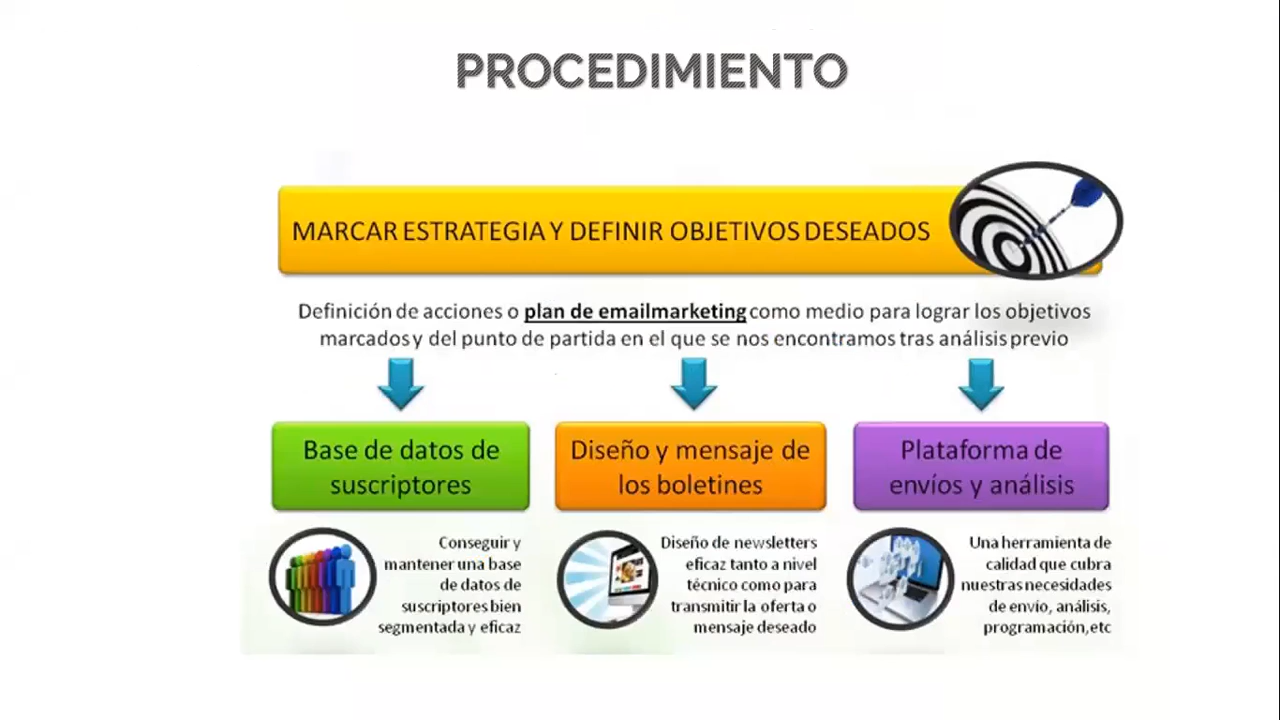 PROCEDIMIENTO
MARCAR ESTRATEGIA Y DEFINIR OBJETIVOS DESEADOS
Definición de acciones o plan de emailmarketing como medio para lograr los objetivos
marcados y del punto de partida en el que se nos encontramos tras análisis previo
Base de datos de
suscriptores
Conseguir y
mantener una base
de datos de
suscriptores bien
segmentada y eficaz
Diseño y mensaje de
los boletines
Diseño de newsletters
eficaz tanto a nivel
técnico como para
transmitir la oferta o
mensaje deseado
Plataforma de
envíos y análisis
Una herramienta de
calidad que cubra
nuestras necesidades
de envío, análisis,
programación,etc